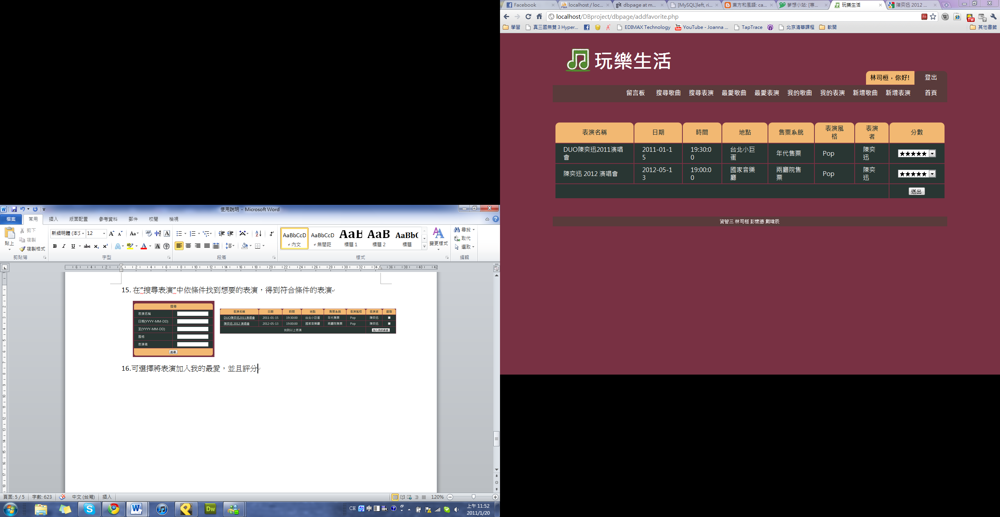 Facebook
localhost / loc...
git dbpage at m...
[MySQL]left, ri...
東方和風語: ca...
夢想小站: [專...
玩樂生活
陳奕迅 2012 ...
localhost/DBproject/dbpage/addfavorite.php
學習
真三國無雙 3 Hyper...
EDIMAX Technology
YouTube - Joanna ...
TapTrace
北京清華課程
軟開
其他書籤
玩樂生活
林司桓，你好!
登出
留言板 搜尋歌曲 搜尋表演 最愛歌曲 最愛表演 我的歌曲 我的表演 新增歌曲 新增表演 首頁
表演名稱 日期 時間 地點 售票系統 表演風格 表演者 分數
DUO陳奕迅2011演唱會 2011-01-15 19:30:00 台北小巨蛋 年代售票 Pop 陳奕迅 ★★★★★
陳奕迅 2012 演唱會 2012-05-13 19:00:00 國家音樂廳 兩廳院售票 Pop 陳奕迅 ★★★★★
送出
資管三 林司桓 彭懷德 戴瑋辰
使用說明 - Microsoft Word
檔案 常用 插入 版面配置 參考資料 郵件 校閱 檢視
貼上
剪下
複製
複製格式
剪貼簿
新細明體 (本文 12
字型
段落
AaBbCcD AaBbCcD AaB AaB AaBb(
內文 無間距 標題 1 標題 2 標題
變更樣式
樣式
尋找
取代
選取
編輯
15. 在”搜尋表演”中依條件找到想要的表演，得到符合條件的表演
搜尋
表演名稱
日期(YYYY-MM-DD)
至(YYYY-MM-DD)
風格
表演者
搜尋
表演名稱 日期 時間 地點 售票系統 表演風格 表演者 選取
DUO陳奕迅2011演唱會 2011-01-15 19:30:00 台北小巨蛋 年代售票 Pop 陳奕迅
陳奕迅 2012 演唱會 2012-05-13 19:00:00 國家音樂廳 兩廳院售票 Pop 陳奕迅
找到以上表演 加入我的最愛
16.可選擇將表演加入我的最愛，並且評分
頁面: 5 / 5 字數: 623 中文 (台灣) 插入
120%
CH 中
上午 11:52
2011/1/20